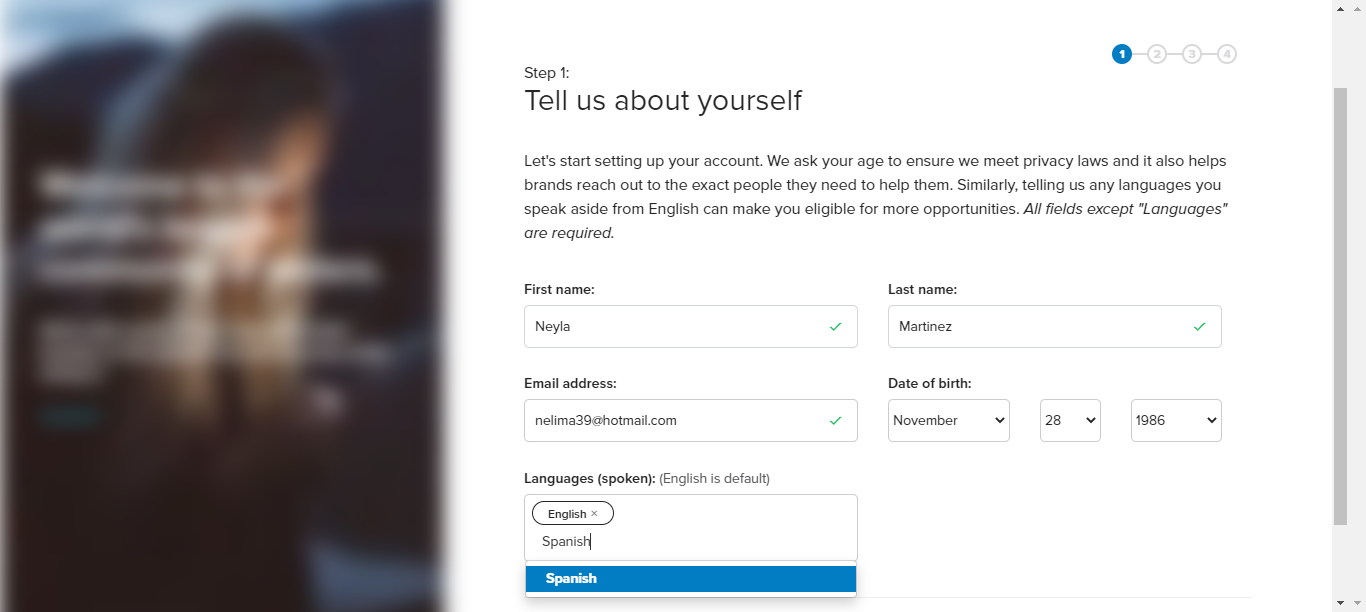 1 2 3 4
Step 1:
Tell us about yourself
Let's start setting up your account. We ask your age to ensure we meet privacy laws and it also helps
brands reach out to the exact people they need to help them. Similarly, telling us any languages you
speak aside from English can make you eligible for more opportunities. All fields except "Languages"
are required.
First name: Last name:
Neyla Martinez
Email address: Date of birth:
nelima39@hotmail.com November 28 1986
Languages (spoken): (English is default)
English ×
Spanish
Spanish